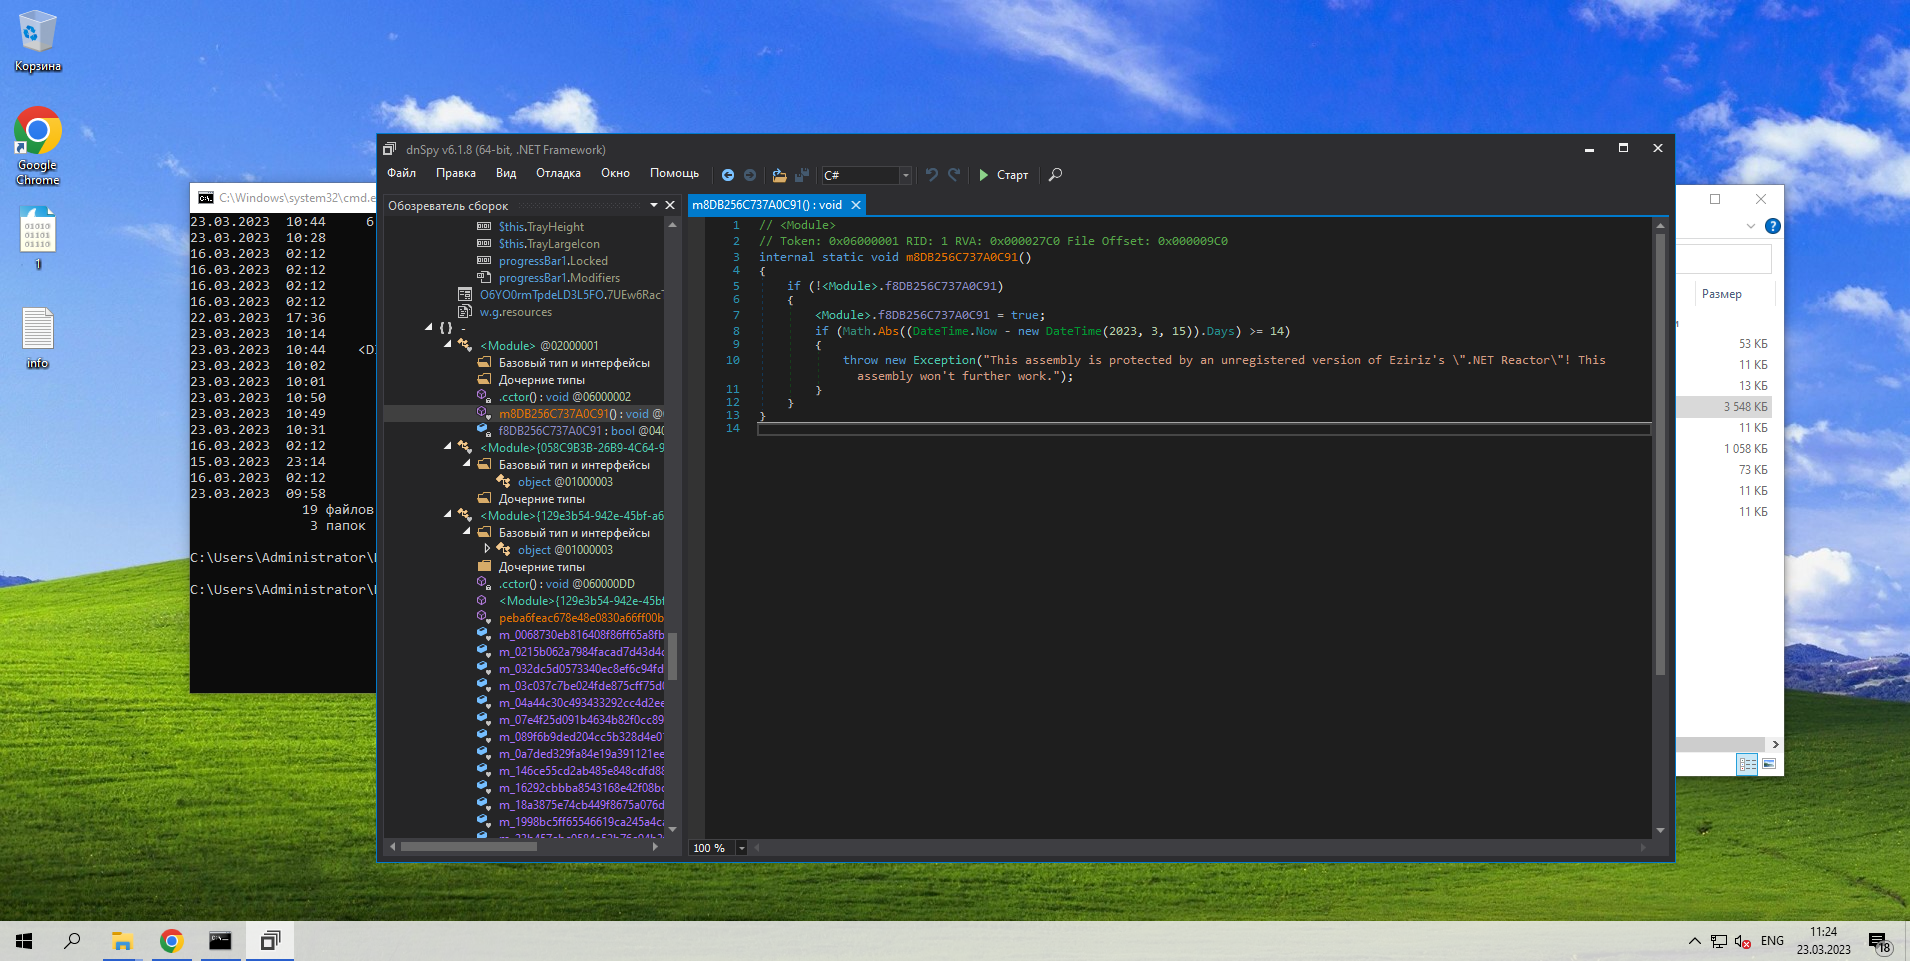 Корзина
Google
Chrome
1
info
C:\Windows\system32\cmd.e
23.03.2023 10:44 6
23.03.2023 10:28
16.03.2023 02:12
16.03.2023 02:12
16.03.2023 02:12
16.03.2023 02:12
22.03.2023 17:36
23.03.2023 10:14
23.03.2023 10:44 <D
23.03.2023 10:02
23.03.2023 10:01
23.03.2023 10:50
23.03.2023 10:49
23.03.2023 10:31
16.03.2023 02:12
15.03.2023 23:14
16.03.2023 02:12
23.03.2023 09:58
19 файлов
3 папок
C:\Users\Administrator\
C:\Users\Administrator\
dnSpy v6.1.8 (64-bit, .NET Framework)
Файл Правка Вид Отладка Окно Помощь C# Старт
Обозреватель сборок
$this.TrayHeight
$this.TrayLargeIcon
progressBar1.Locked
progressBar1.Modifiers
O6YO0rmTpdeLD3L5FO.7UEw6Rac
w.g.resources
{ } -
<Module> @02000001
Базовый тип и интерфейсы
Дочерние типы
.cctor() : void @06000002
m8DB256C737A0C91() : void @
f8DB256C737A0C91 : bool @040
<Module>{058C9B3B-26B9-4C64-9
Базовый тип и интерфейсы
object @01000003
Дочерние типы
<Module>{129e3b54-942e-45bf-a6
Базовый тип и интерфейсы
object @01000003
Дочерние типы
.cctor() : void @060000DD
<Module>{129e3b54-942e-45bf
peba6feac678e48e0830a66ff00b
m_0068730eb816408f86ff65a8fb
m_0215b062a7984facad7d43d4c
m_032dc5d0573340ec8ef6c94fd
m_03c037c7be024fde875cff75d
m_04a44c30c493433292cc4d2ee
m_07e4f25d091b4634b82f0cc89
m_089f6b9ded204cc5b328d4e0
m_0a7ded329fa84e19a391121ee
m_146ce55cd2ab485e848cdfd88
m_16292cbbba8543168e42f08bc
m_18a3875e74cb449f8675a076d
m_1998bc5ff65546619ca245a4ca
m8DB256C737A0C91() : void
1 // <Module>
2 // Token: 0x06000001 RID: 1 RVA: 0x000027C0 File Offset: 0x000009C0
3 internal static void m8DB256C737A0C91()
4 {
5 if (!<Module>.f8DB256C737A0C91)
6 {
7 <Module>.f8DB256C737A0C91 = true;
8 if (Math.Abs((DateTime.Now - new DateTime(2023, 3, 15)).Days) >= 14)
9 {
10 throw new Exception("This assembly is protected by an unregistered version of Eziriz's \".NET Reactor\"! This
assembly won't further work.");
11 }
12 }
13 }
14
100 %
Размер
53 КБ
11 КБ
13 КБ
3 548 КБ
11 КБ
1 058 КБ
73 КБ
11 КБ
11 КБ
ENG
11:24
23.03.2023
18